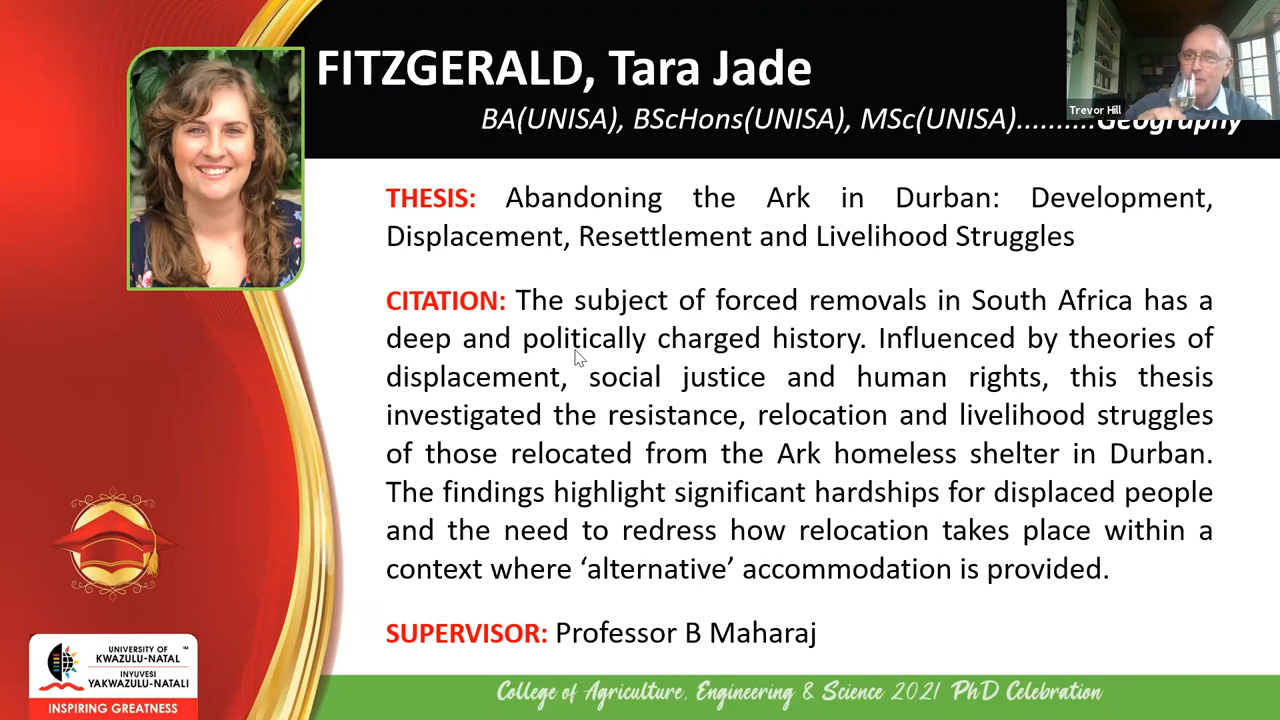 FITZGERALD, Tara Jade
BA(UNISA), BScHons(UNISA), MSc(UNISA)..........Geography
Trevor Hill
THESIS: Abandoning the Ark in Durban: Development,
Displacement, Resettlement and Livelihood Struggles
CITATION: The subject of forced removals in South Africa has a
deep and politically charged history. Influenced by theories of
displacement, social justice and human rights, this thesis
investigated the resistance, relocation and livelihood struggles
of those relocated from the Ark homeless shelter in Durban.
The findings highlight significant hardships for displaced people
and the need to redress how relocation takes place within a
context where ‘alternative’ accommodation is provided.
SUPERVISOR: Professor B Maharaj
UNIVERSITY OF ™
KWAZULU-NATAL
INYUVESI
YAKWAZULU-NATALI
INSPIRING GREATNESS
College of Agriculture, Engineering & Science 2021 PhD Celebration